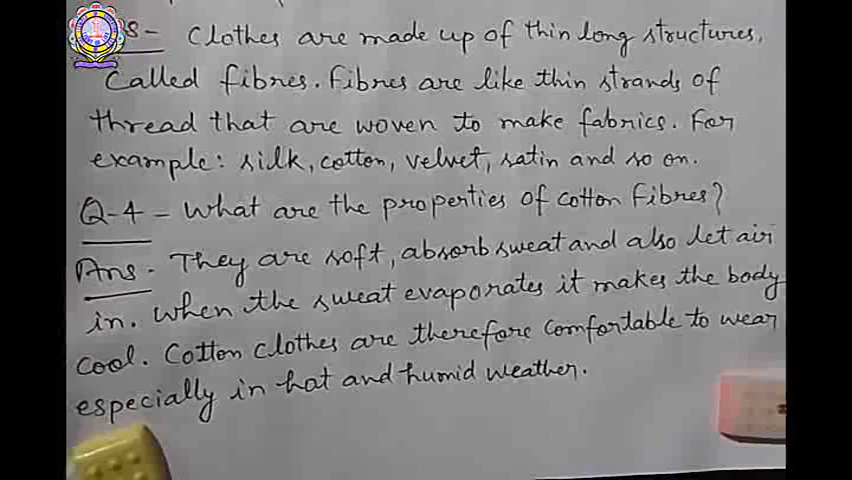 Clothes are made up of thin long structures,
called fibres. Fibres are like thin strands of
thread that are woven to make fabrics. For
example: silk, cotton, velvet, satin and so on.
Q-4 - What are the properties of cotton fibres?
Ans. They are soft, absorb sweat and also let air
in. When the sweat evaporates it makes the body
cool. Cotton clothes are therefore comfortable to wear
especially in hot and humid weather.